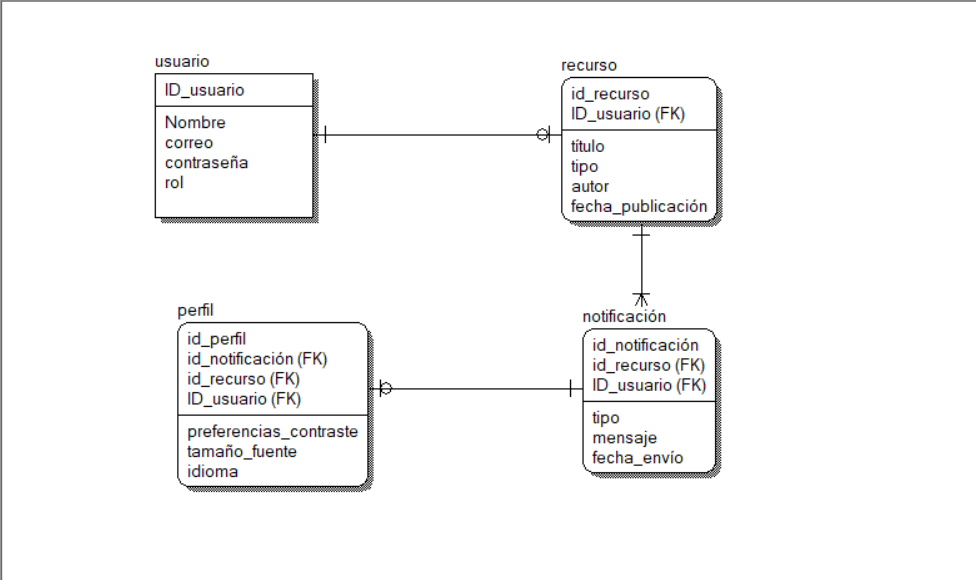 usuario
ID_usuario
Nombre
correo
contraseña
rol
recurso
id_recurso
ID_usuario (FK)
título
tipo
autor
fecha_publicación
perfil
id_perfil
id_notificación (FK)
id_recurso (FK)
ID_usuario (FK)
preferencias_contraste
tamaño_fuente
idioma
notificación
id_notificación
id_recurso (FK)
ID_usuario (FK)
tipo
mensaje
fecha_envío